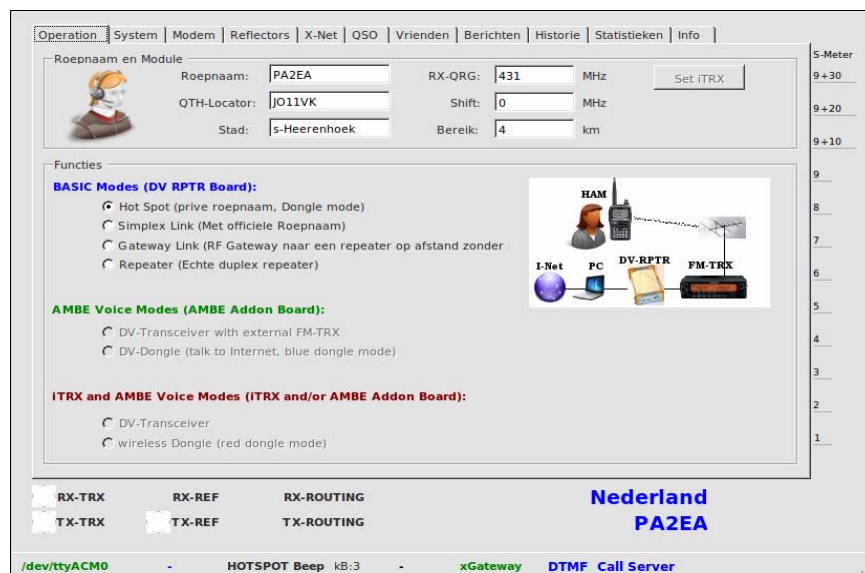 Operation System Modem Reflectors X-Net QSO Vrienden Berichten Historie Statistieken Info
S-Meter
Roepnaam en Module
Roepnaam: PA2EA RX-QRG: 431 MHz Set iTRX
QTH-Locator: JO11VK Shift: 0 MHz
Stad: s-Heerenhoek Bereik: 4 km
9+30
9+20
9+10
9
8
7
6
5
4
3
2
1
Functies
BASIC Modes (DV RPTR Board):
Hot Spot (prive roepnaam, Dongle mode)
Simplex Link (Met officiele Roepnaam)
Gateway Link (RF Gateway naar een repeater op afstand zonder
Repeater (Echte duplex repeater)
HAM
I-Net PC DV-RPTR FM-TRX
AMBE Voice Modes (AMBE Addon Board):
DV-Transceiver with external FM-TRX
DV-Dongle (talk to Internet, blue dongle mode)
iTRX and AMBE Voice Modes (iTRX and/or AMBE Addon Board):
DV-Transceiver
wireless Dongle (red dongle mode)
RX-TRX RX-REF RX-ROUTING Nederland
TX-TRX TX-REF TX-ROUTING PA2EA
/dev/ttyACM0 - HOTSPOT Beep kB:3 - xGateway DTMF Call Server